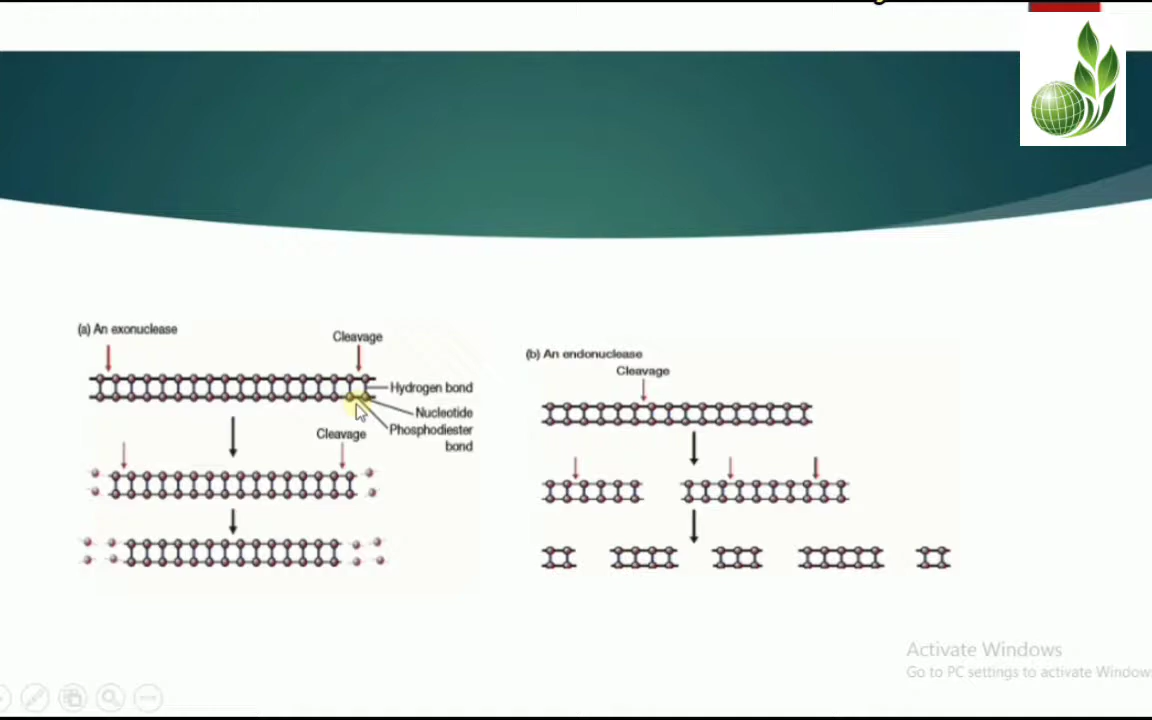 (a) An exonuclease
Cleavage
Hydrogen bond
Nucleotide
Phosphodiester
bond
Cleavage
(b) An endonuclease
Cleavage
Activate Windows
Go to PC settings to activate Windows